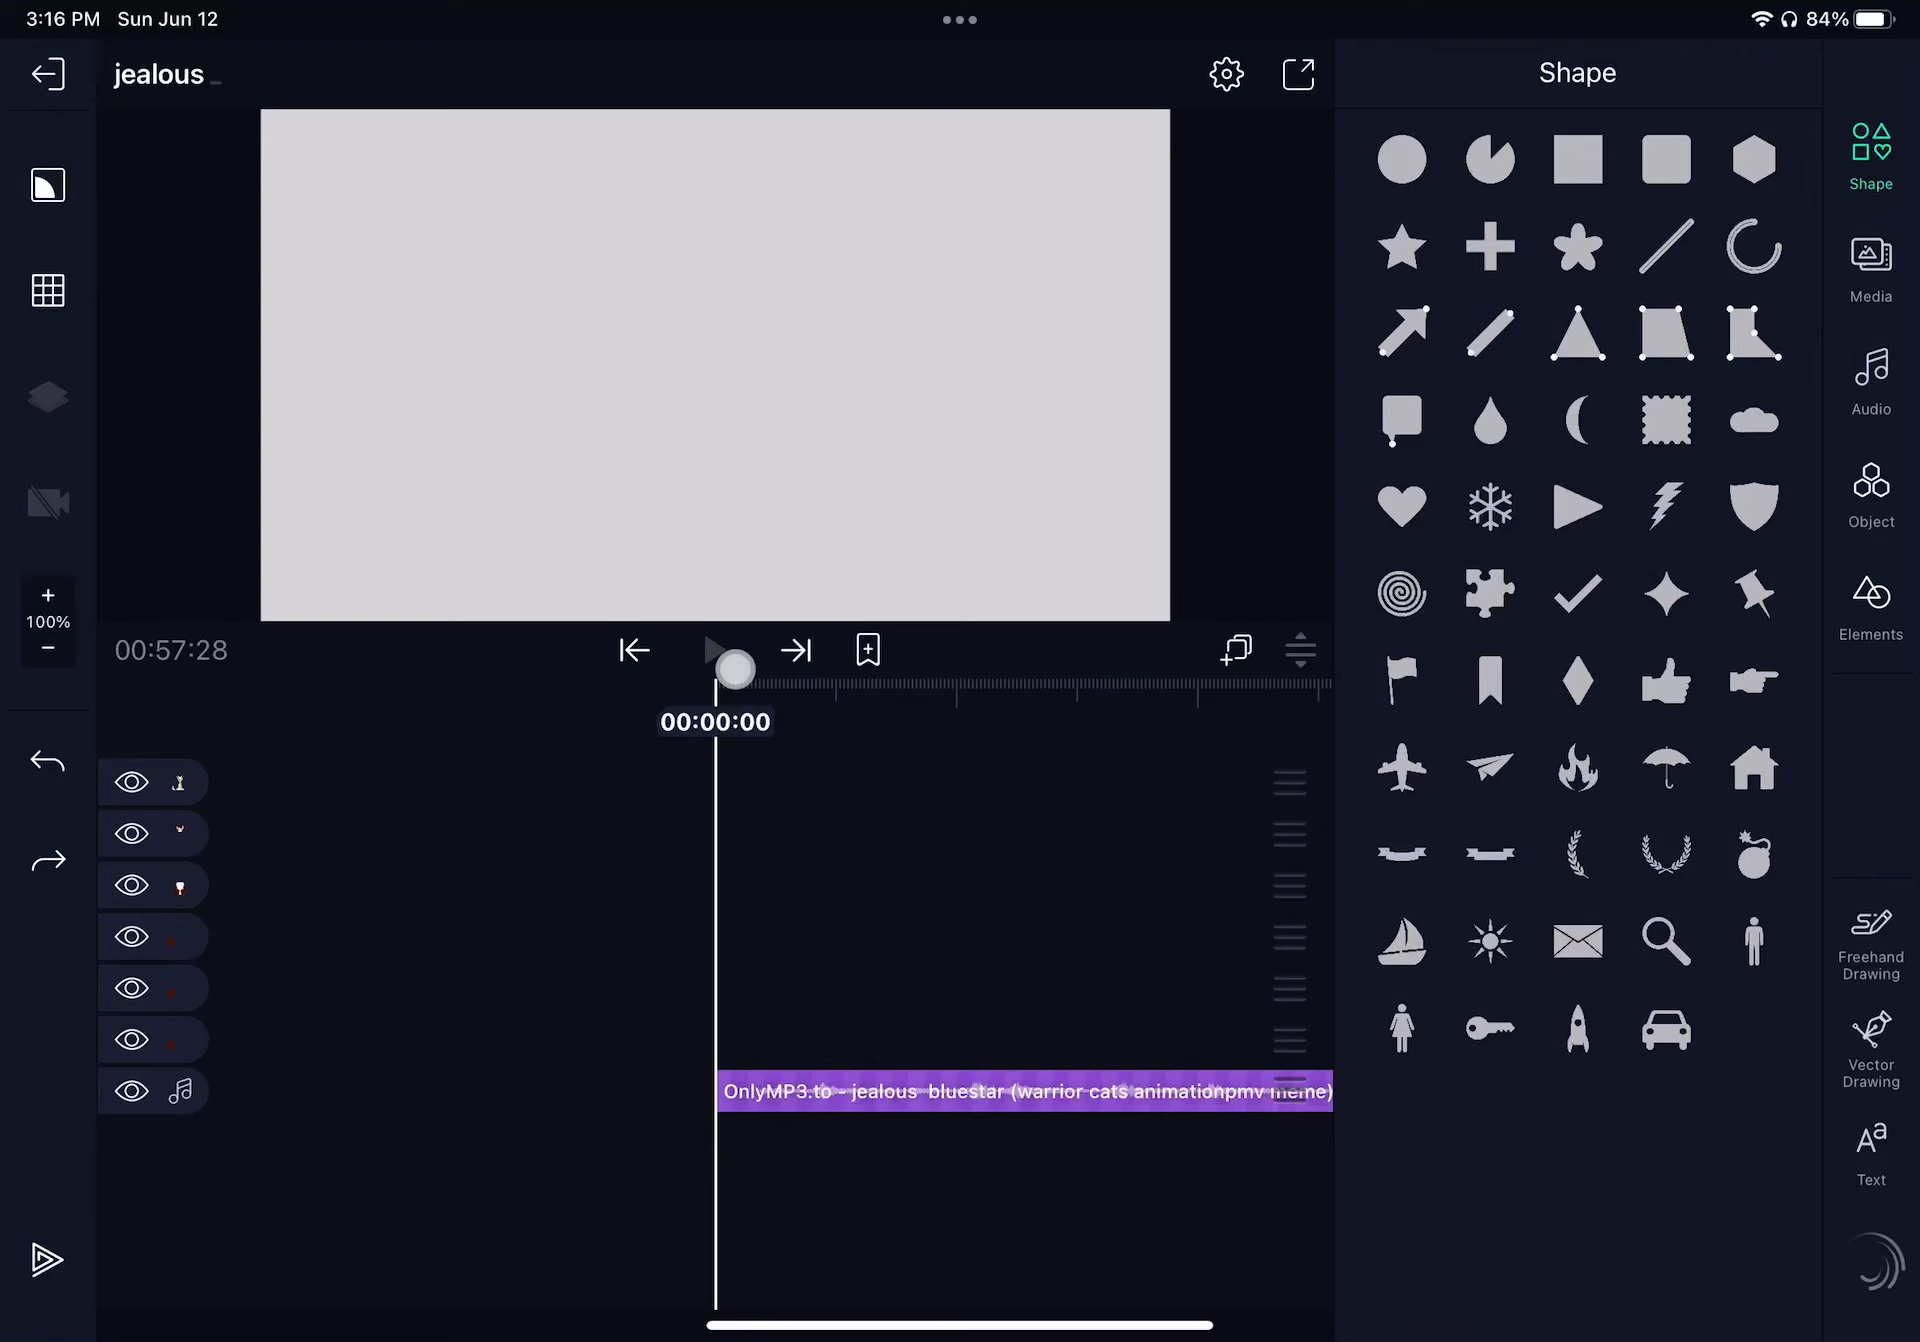 3:16 PM Sun Jun 12
84%
jealous _
Shape
Shape
Media
Audio
Object
Elements
+
100%
−
00:57:28
00:00:00
OnlyMP3.to - jealous bluestar (warrior cats animationpmv meme)
Freehand
Drawing
Vector
Drawing
Aa
Text